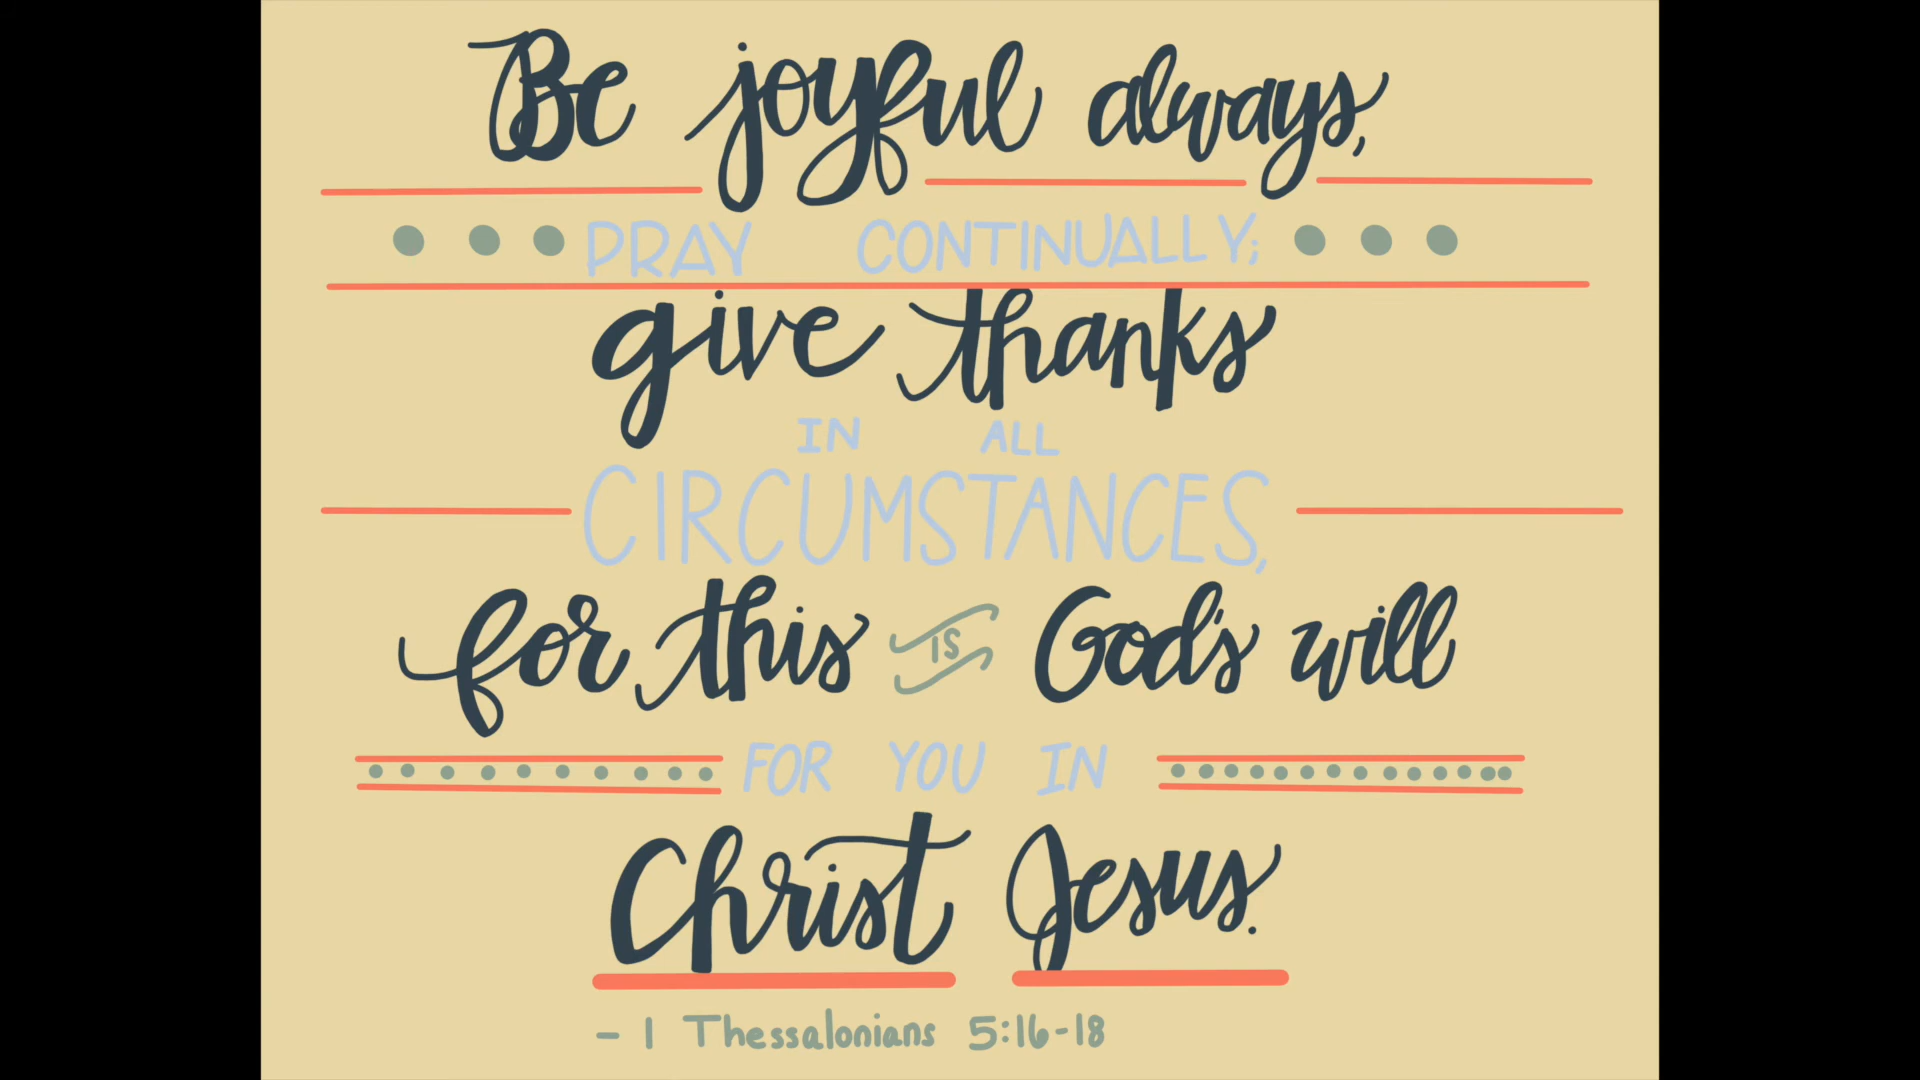 Be joyful always,
PRAY CONTINUALLY;
give thanks
IN ALL
CIRCUMSTANCES,
for this IS God's will
FOR YOU IN
Christ Jesus.
- 1 Thessalonians 5:16-18